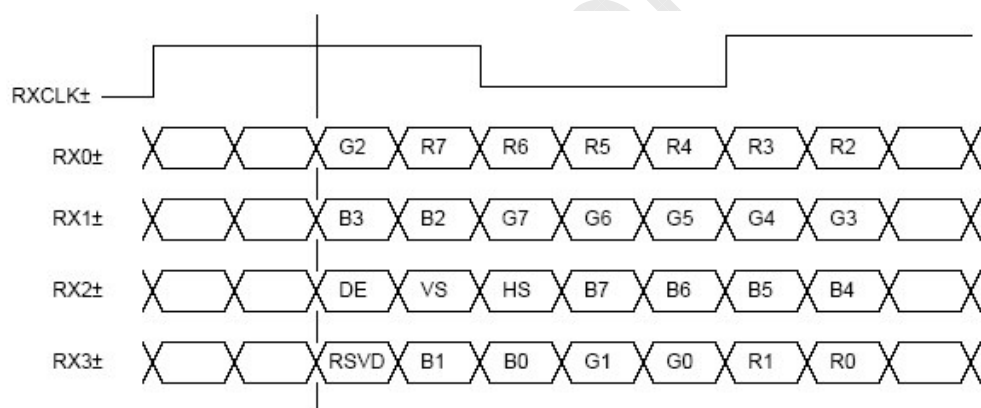 RXCLK±
RX0± G2 R7 R6 R5 R4 R3 R2
RX1± B3 B2 G7 G6 G5 G4 G3
RX2± DE VS HS B7 B6 B5 B4
RX3± RSVD B1 B0 G1 G0 R1 R0